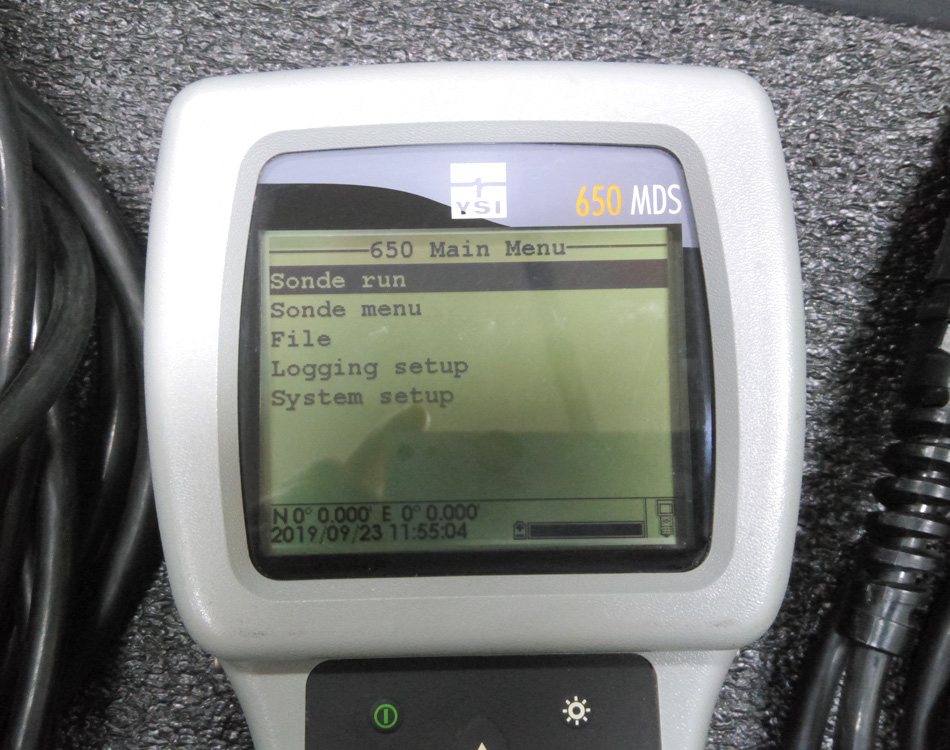 YSI
650 MDS
650 Main Menu
Sonde run
Sonde menu
File
Logging setup
System setup
N 0° 0.000' E 0° 0.000'
2019/09/23 11:55:04